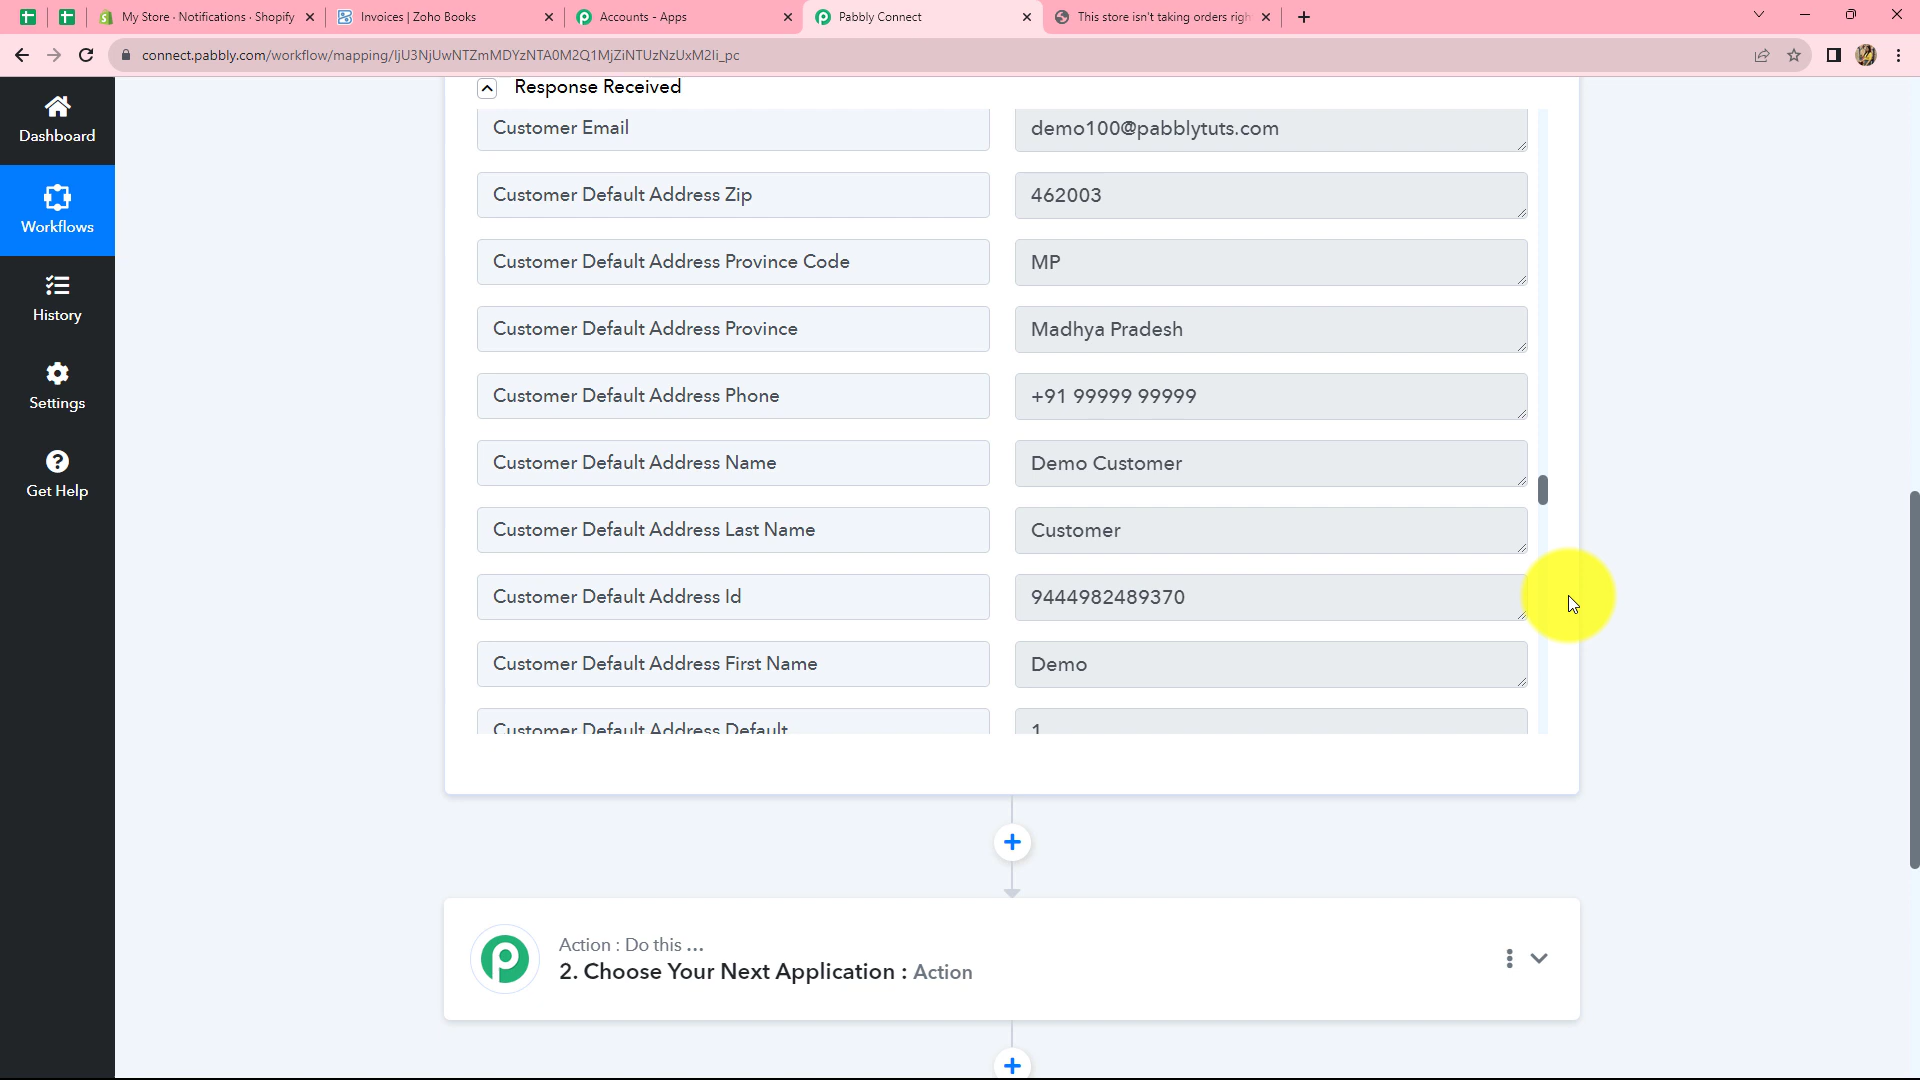 My Store · Notifications · Shopify
Invoices | Zoho Books
Accounts - Apps
Pabbly Connect
This store isn't taking orders righ
connect.pabbly.com/workflow/mapping/IjU3NjUwNTZmMDYzNTA0M2Q1MjZiNTUzNzUxM2Ii_pc
Dashboard
Workflows
History
Settings
Get Help
Response Received
Customer Email demo100@pabblytuts.com
Customer Default Address Zip 462003
Customer Default Address Province Code MP
Customer Default Address Province Madhya Pradesh
Customer Default Address Phone +91 99999 99999
Customer Default Address Name Demo Customer
Customer Default Address Last Name Customer
Customer Default Address Id 9444982489370
Customer Default Address First Name Demo
Customer Default Address Default 1
Action : Do this ...
2. Choose Your Next Application : Action